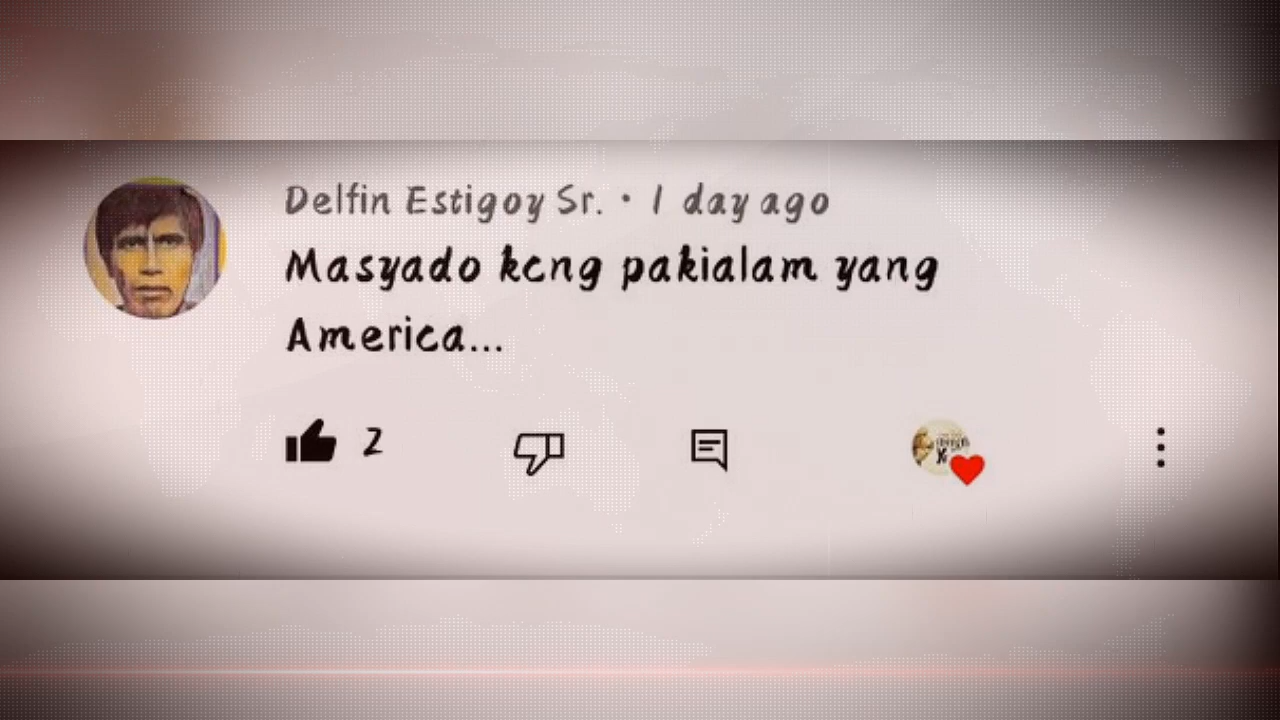 Delfin Estigoy Sr. • 1 day ago
Masyado kcng pakialam yang
America...
2